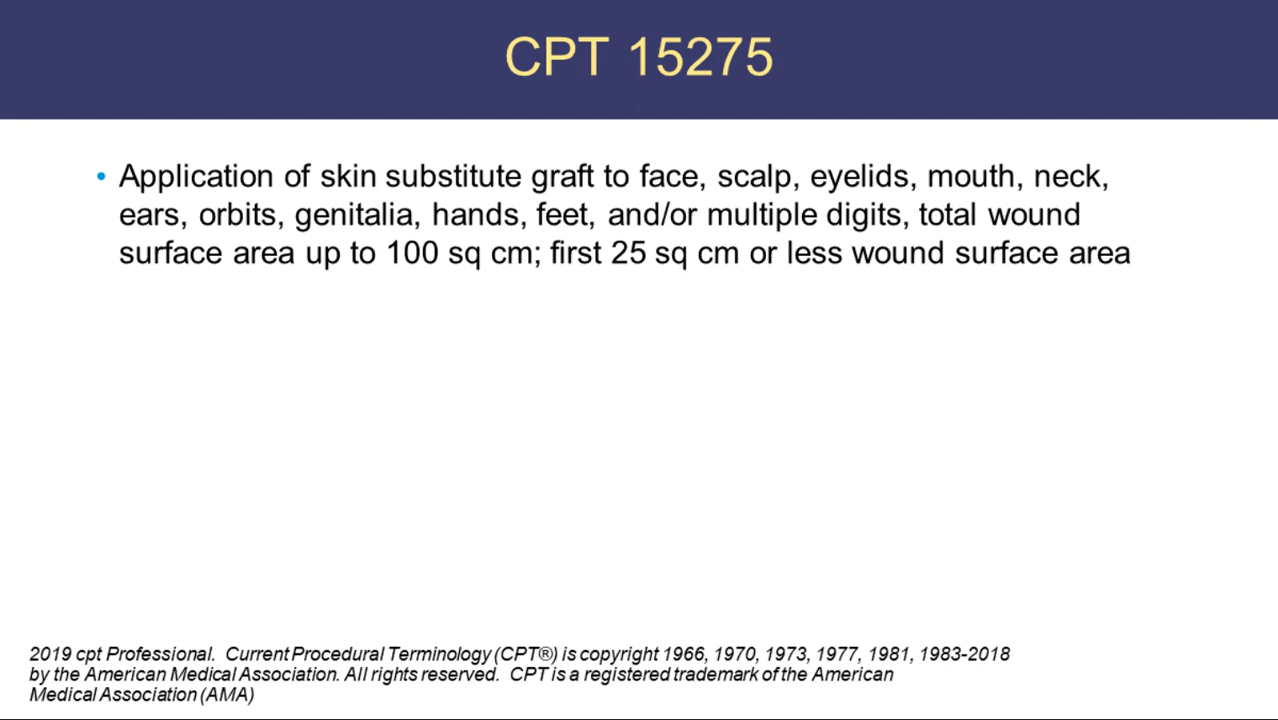 CPT 15275
• Application of skin substitute graft to face, scalp, eyelids, mouth, neck,
ears, orbits, genitalia, hands, feet, and/or multiple digits, total wound
surface area up to 100 sq cm; first 25 sq cm or less wound surface area
2019 cpt Professional. Current Procedural Terminology (CPT®) is copyright 1966, 1970, 1973, 1977, 1981, 1983-2018
by the American Medical Association. All rights reserved. CPT is a registered trademark of the American
Medical Association (AMA)